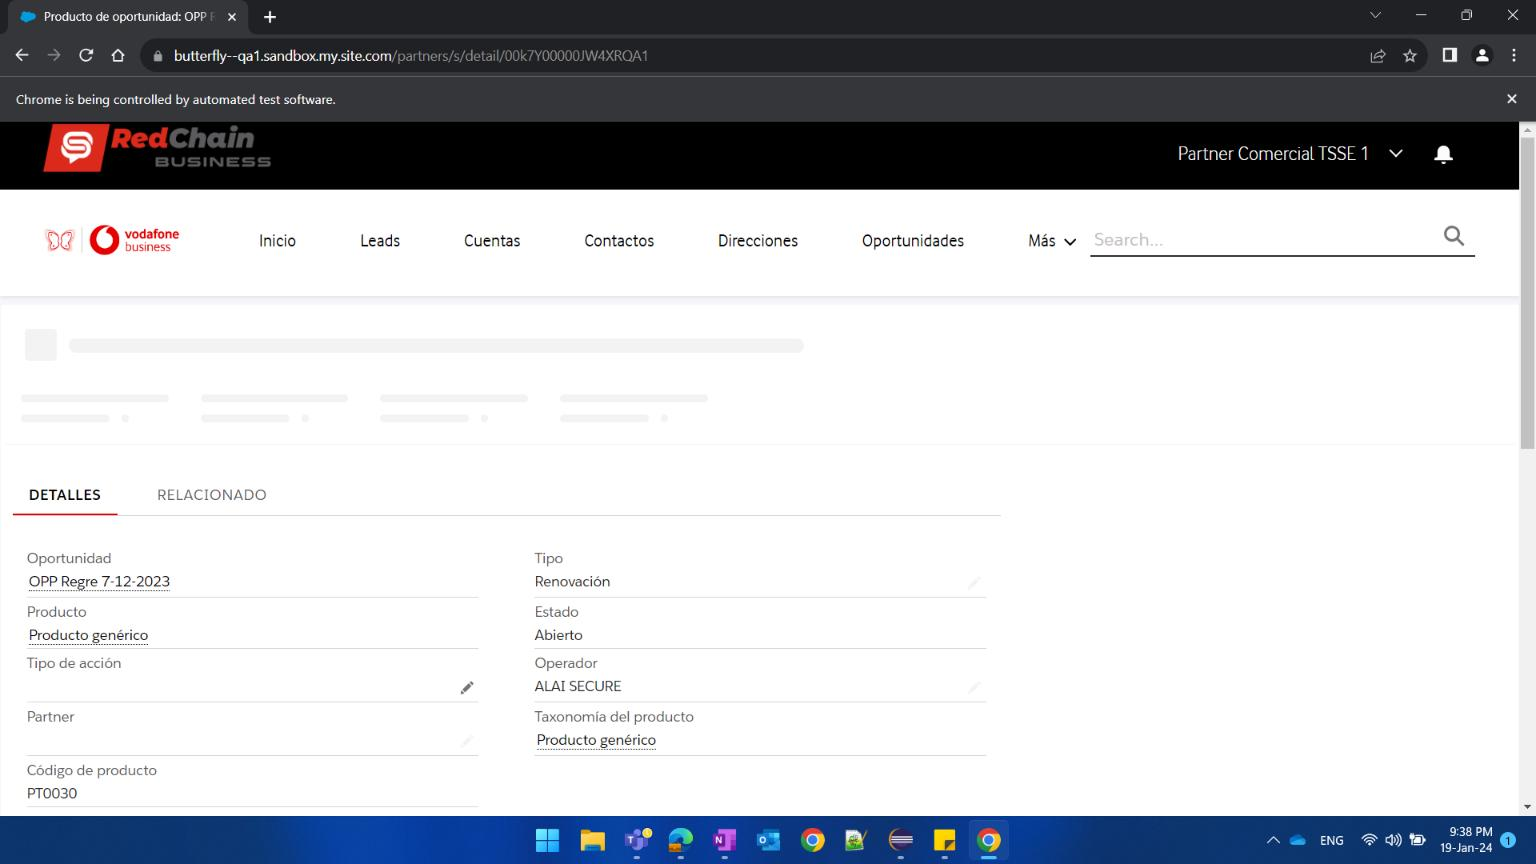 Producto de oportunidad: OPP R
butterfly--qa1.sandbox.my.site.com/partners/s/detail/00k7Y00000JW4XRQA1
Chrome is being controlled by automated test software.
RedChain
BUSINESS
Partner Comercial TSSE 1
vodafone
business
Inicio
Leads
Cuentas
Contactos
Direcciones
Oportunidades
Más
Search...
DETALLES
RELACIONADO
Oportunidad
OPP Regre 7-12-2023
Tipo
Renovación
Producto
Producto genérico
Estado
Abierto
Tipo de acción
Operador
ALAI SECURE
Partner
Taxonomía del producto
Producto genérico
Código de producto
PT0030
ENG
9:38 PM
19-Jan-24
1